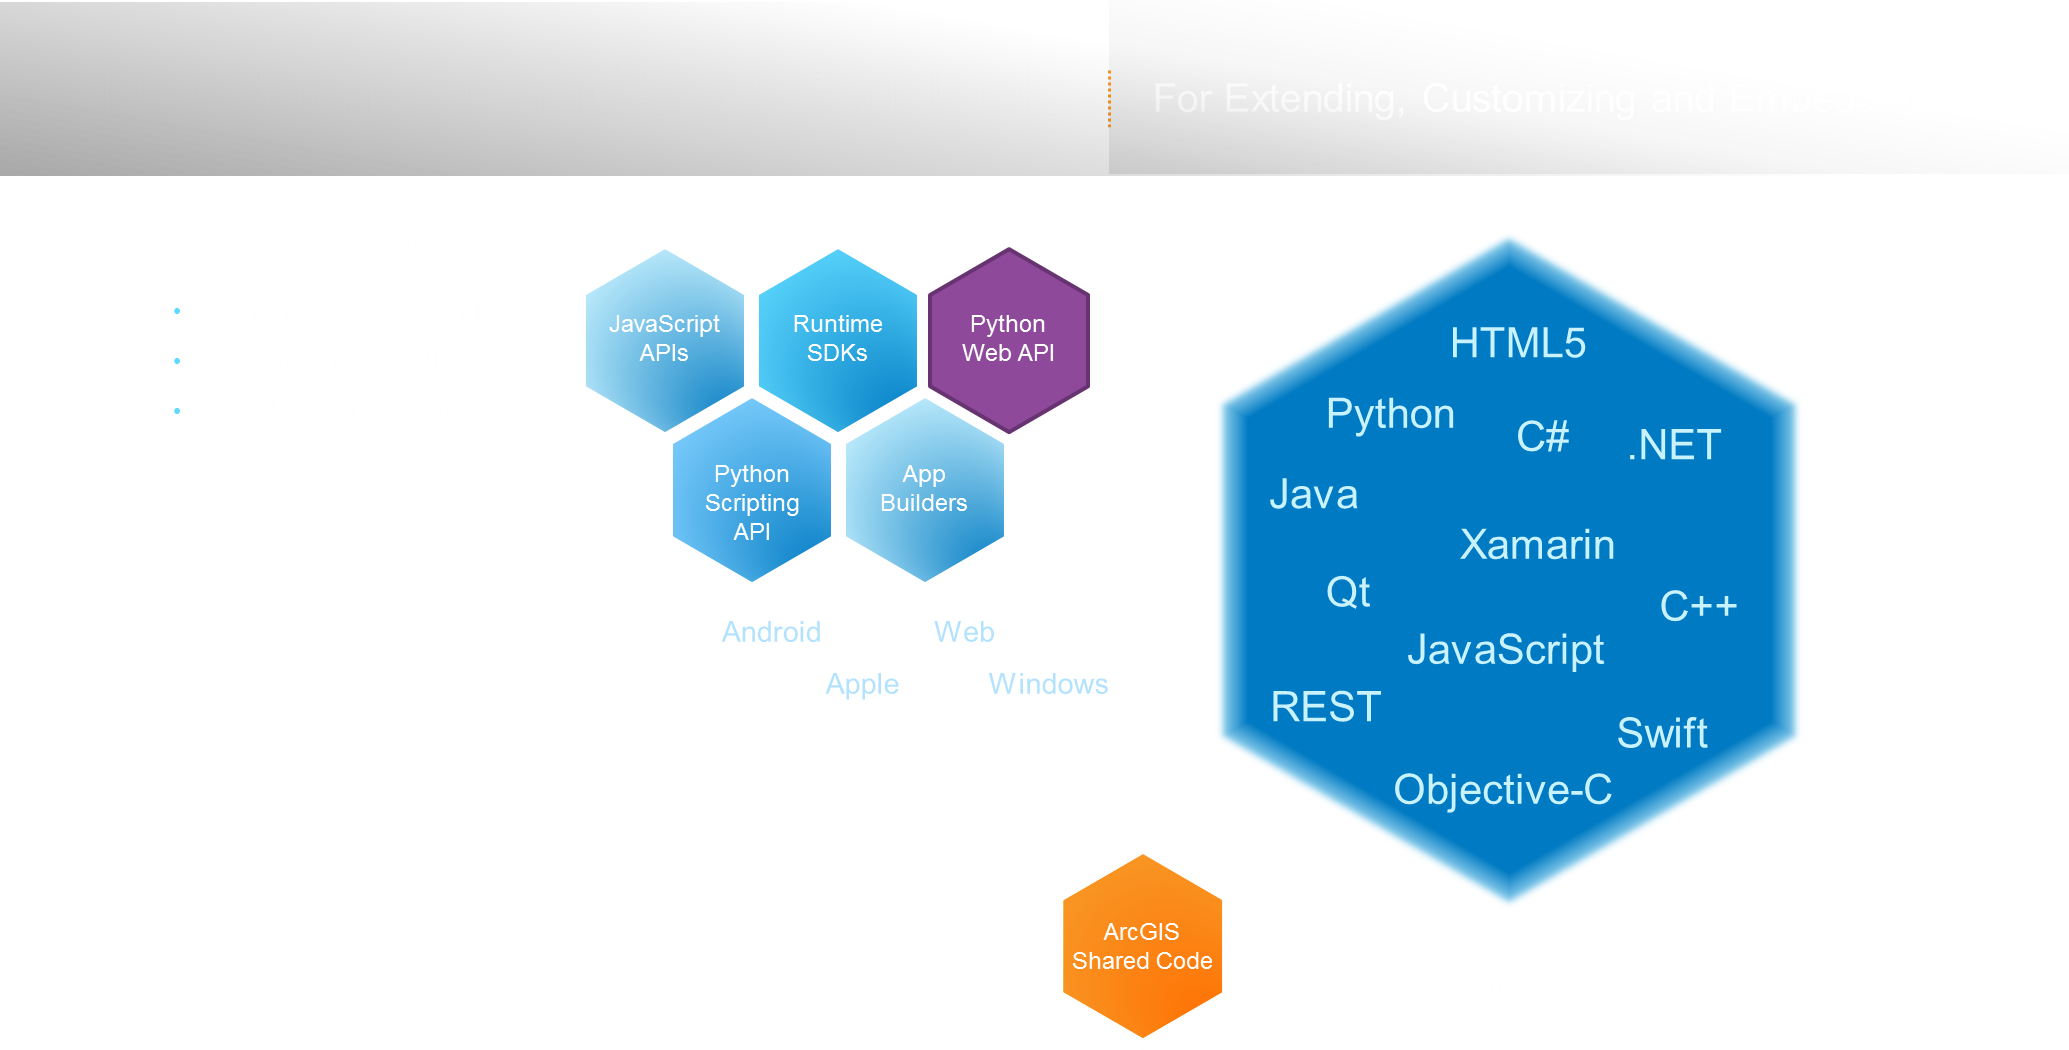 For Extending, Customizing and
JavaScript
APIs
Runtime
SDKs
Python
Web API
Python
Scripting
API
App
Builders
Android
Web
Apple
Windows
HTML5
Python
C#
.NET
Java
Xamarin
Qt
C++
JavaScript
REST
Swift
Objective-C
ArcGIS
Shared Code